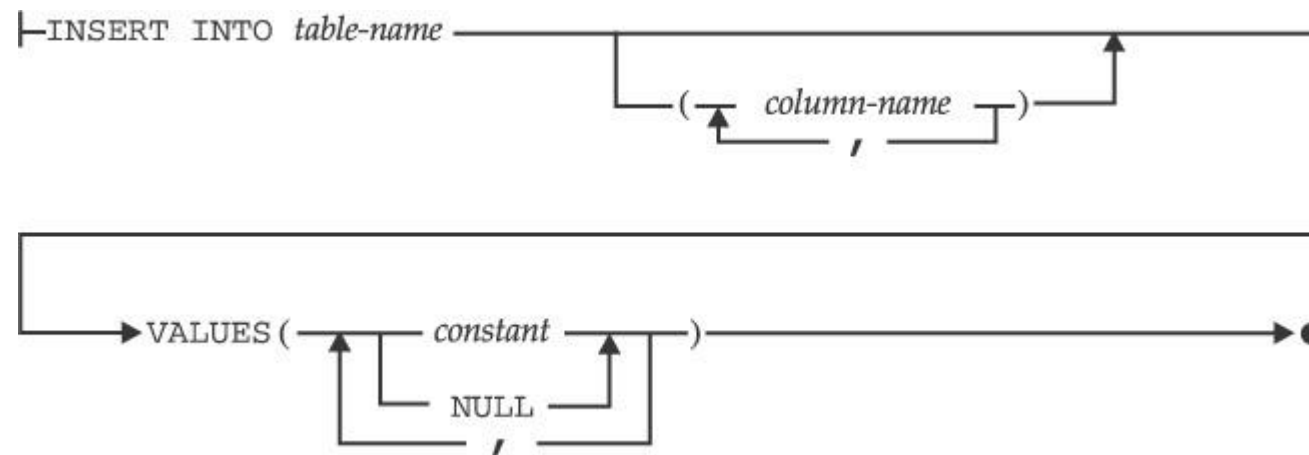 INSERT INTO table-name
( column-name )
,
VALUES( constant )
NULL
,